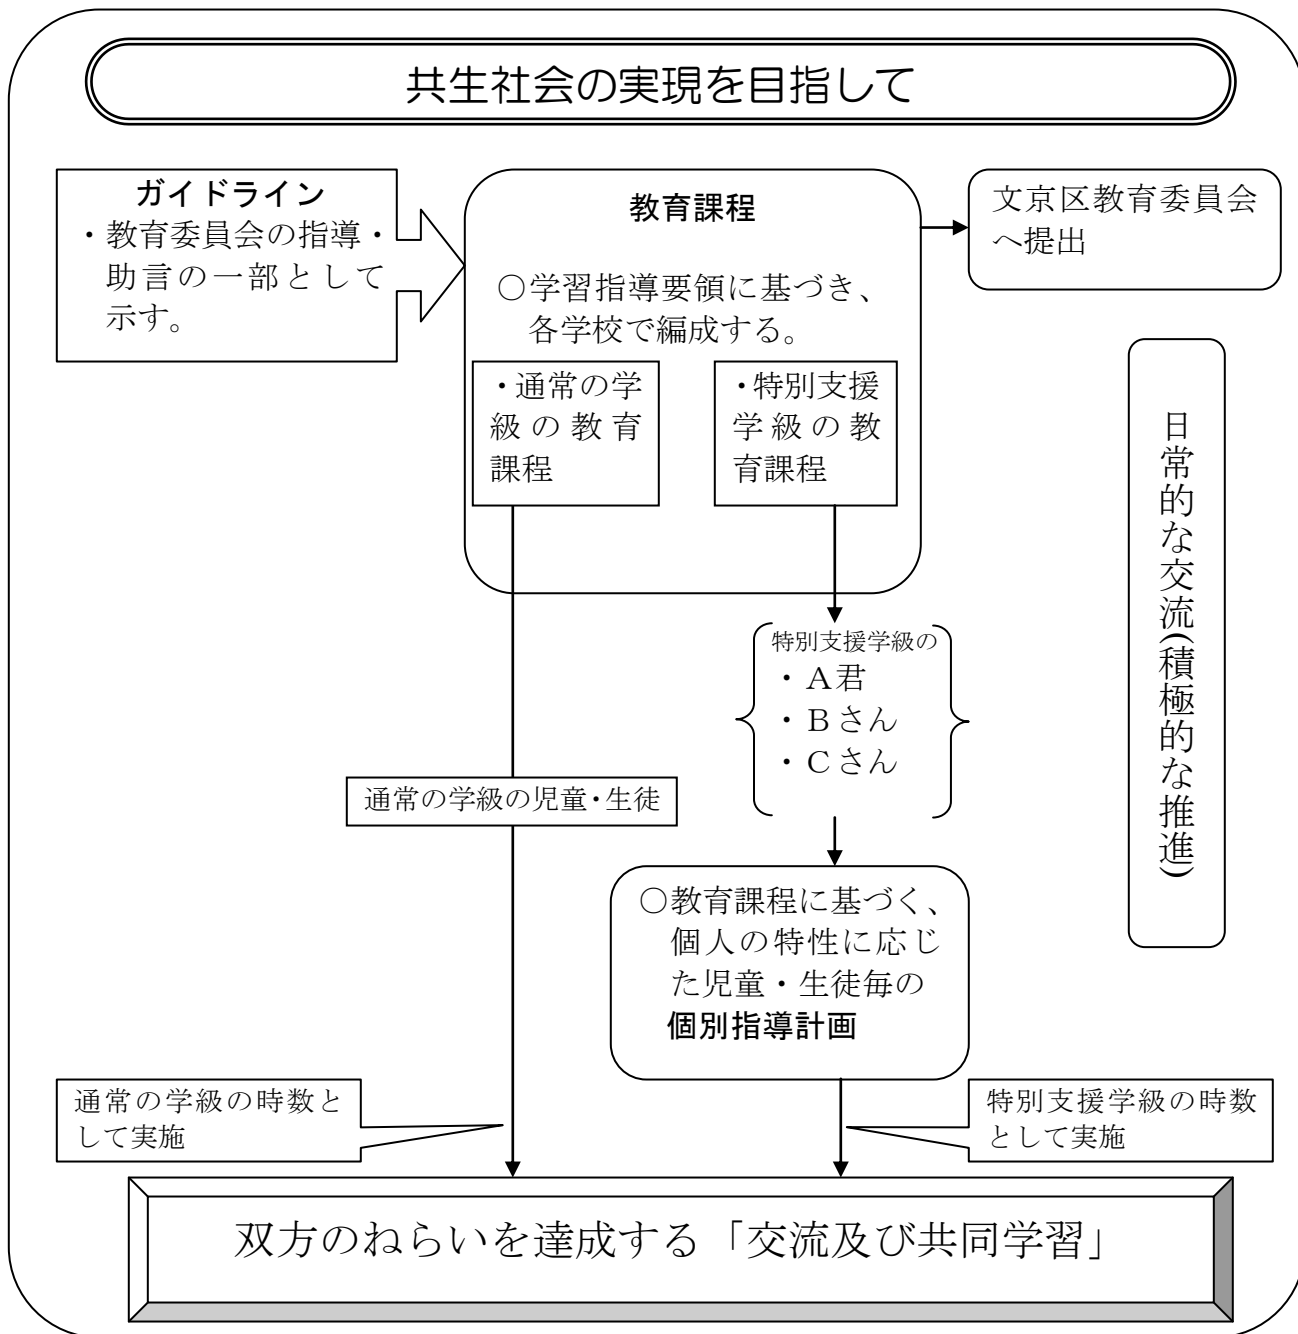 共生社会の実現を目指して
ガイドライン
・教育委員会の指導・
助言の一部として
示す。
教育課程
○学習指導要領に基づき、
各学校で編成する。
・通常の学
級の教育
課程
・特別支援
学級の教
育課程
文京区教育委員会
へ提出
日常的な交流(積極的な推進)
特別支援学級の
・A君
・Bさん
・Cさん
通常の学級の児童・生徒
○教育課程に基づく、
個人の特性に応じ
た児童・生徒毎の
個別指導計画
通常の学級の時数と
して実施
特別支援学級の時数
として実施
双方のねらいを達成する「交流及び共同学習」